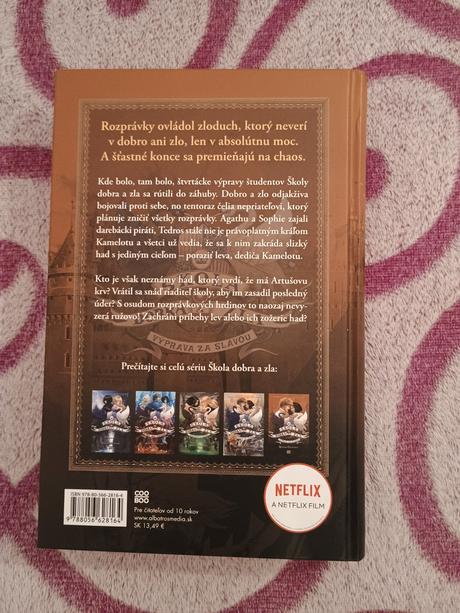 Rozprávky ovládol zloduch, ktorý neverí
v dobro ani zlo, len v absolútnu moc.
A šťastné konce sa premieňajú na chaos.
Kde bolo, tam bolo, štvrtácke výpravy študentov Školy
dobra a zla sa rútili do záhuby. Dobro a zlo odjakživa
bojovali proti sebe, no tentoraz čelia nepriateľovi, ktorý
plánuje zničiť všetky rozprávky. Agathu a Sophie zajali
darebácki piráti, Tedros stále nie je právoplatným kráľom
Kamelotu a všetci už vedia, že sa k nim zakráda slizký
had s jediným cieľom – poraziť leva, dediča Kamelotu.
Kto je však neznámy had, ktorý tvrdí, že má Artušovu
krv? Vrátil sa snáď riaditeľ školy, aby im zasadil posledný
úder? S osudom rozprávkových hrdinov to naozaj nevy-
zerá ružovo! Zachráni príbehy lev alebo ich zožerie had?
VÝPRAVA ZA SLÁVOU
Prečítajte si celú sériu Škola dobra a zla:
ISBN 978-80-566-2816-4
9 788056 628164
COO
BOO
Pre čitateľov od 10 rokov
www.albatrosmedia.sk
SK 13,49 €
NETFLIX
A NETFLIX FILM